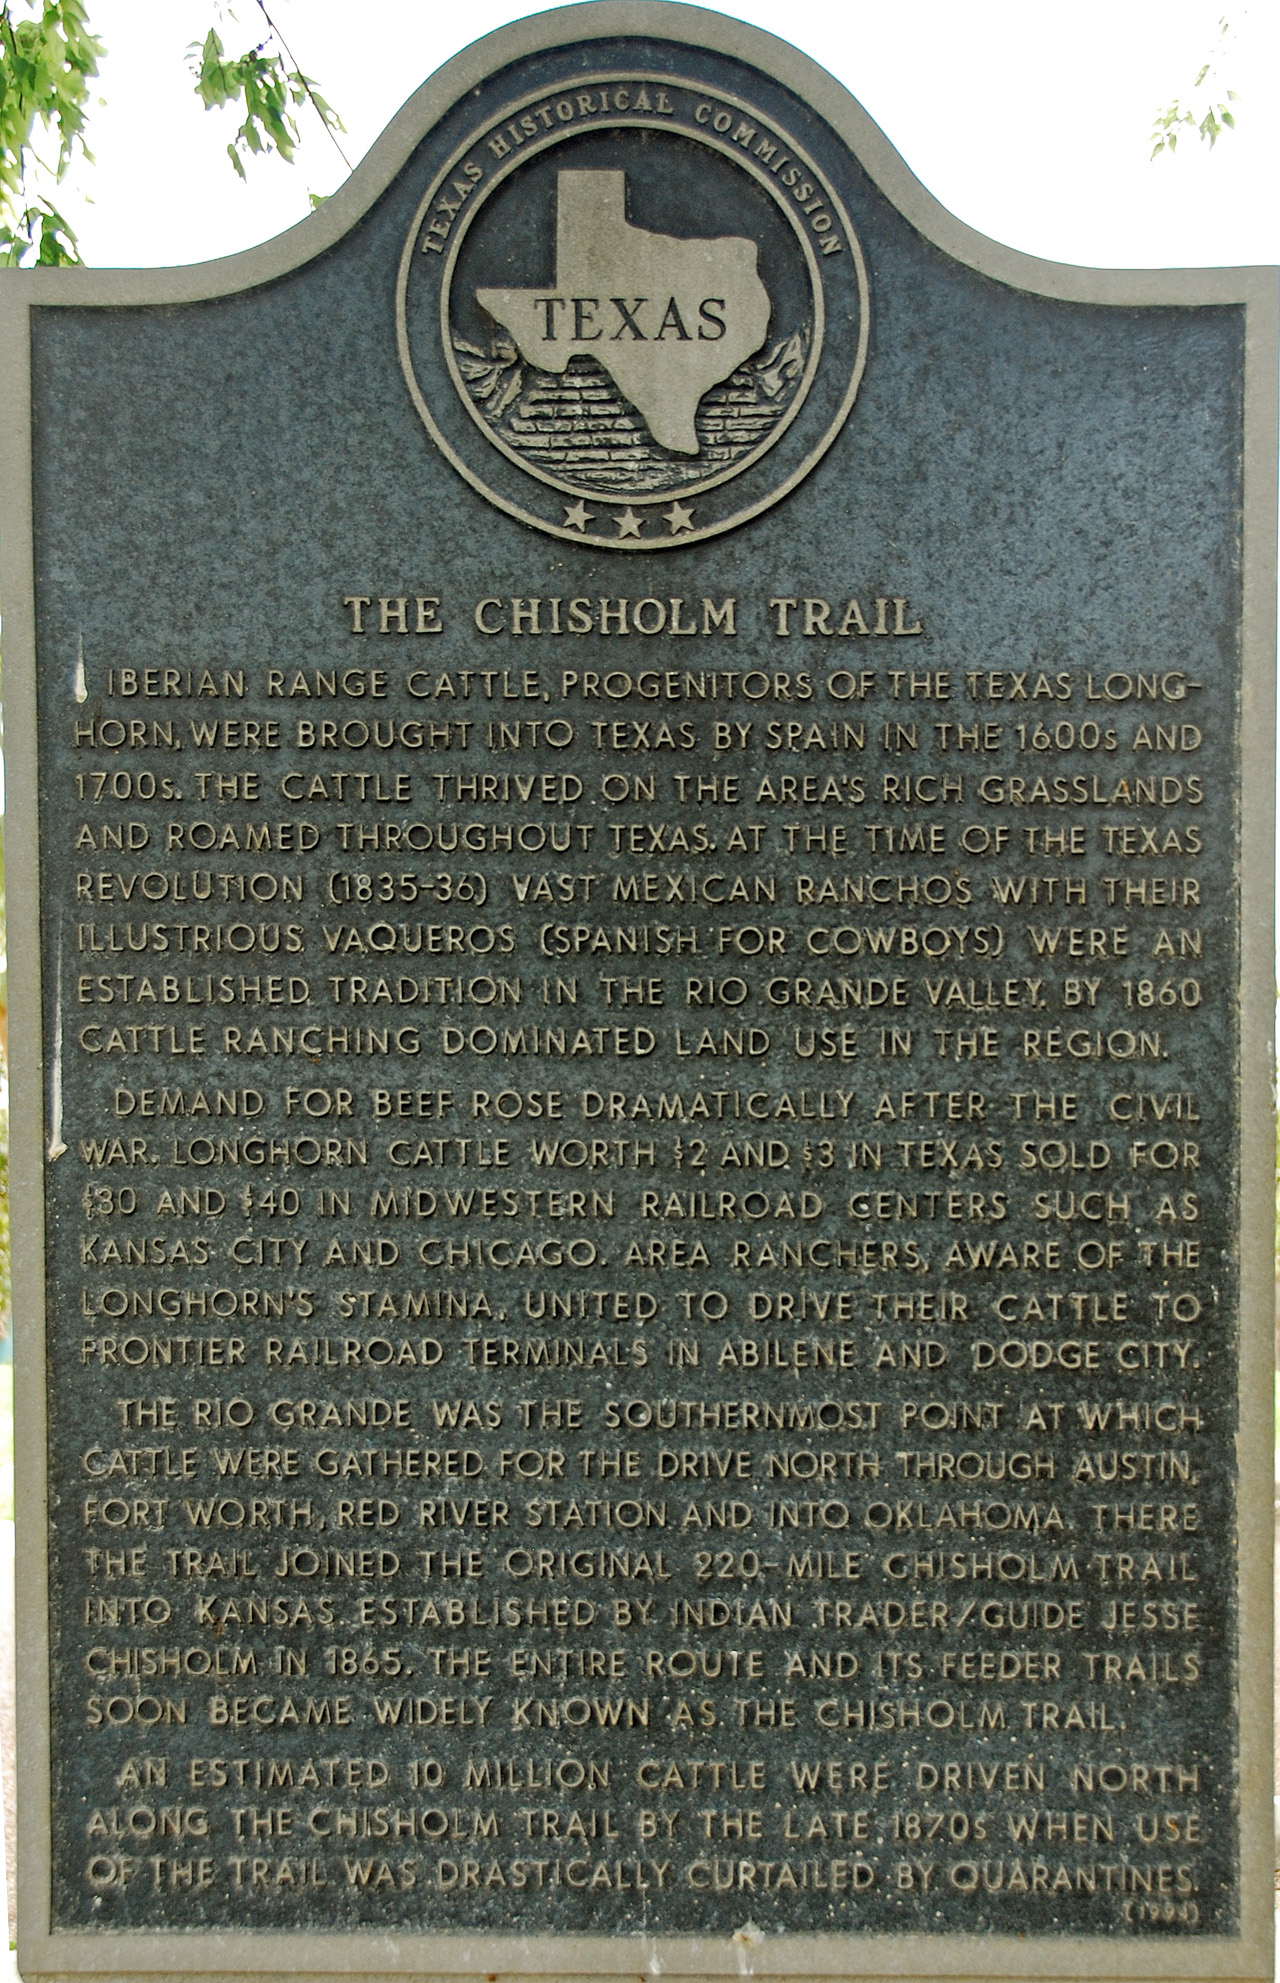 TEXAS HISTORICAL COMMISSION
TEXAS
THE CHISHOLM TRAIL
IBERIAN RANGE CATTLE, PROGENITORS OF THE TEXAS LONG-
HORN, WERE BROUGHT INTO TEXAS BY SPAIN IN THE 1600s AND
1700s. THE CATTLE THRIVED ON THE AREA'S RICH GRASSLANDS
AND ROAMED THROUGHOUT TEXAS. AT THE TIME OF THE TEXAS
REVOLUTION (1835-36) VAST MEXICAN RANCHOS WITH THEIR
ILLUSTRIOUS VAQUEROS (SPANISH FOR COWBOYS) WERE AN
ESTABLISHED TRADITION IN THE RIO GRANDE VALLEY. BY 1860
CATTLE RANCHING DOMINATED LAND USE IN THE REGION.
DEMAND FOR BEEF ROSE DRAMATICALLY AFTER THE CIVIL
WAR. LONGHORN CATTLE WORTH $2 AND $3 IN TEXAS SOLD FOR
$30 AND $40 IN MIDWESTERN RAILROAD CENTERS SUCH AS
KANSAS CITY AND CHICAGO. AREA RANCHERS, AWARE OF THE
LONGHORN'S STAMINA, UNITED TO DRIVE THEIR CATTLE TO
FRONTIER RAILROAD TERMINALS IN ABILENE AND DODGE CITY.
THE RIO GRANDE WAS THE SOUTHERNMOST POINT AT WHICH
CATTLE WERE GATHERED FOR THE DRIVE NORTH THROUGH AUSTIN,
FORT WORTH, RED RIVER STATION AND INTO OKLAHOMA. THERE
THE TRAIL JOINED THE ORIGINAL 220-MILE CHISHOLM TRAIL
INTO KANSAS ESTABLISHED BY INDIAN TRADER/GUIDE JESSE
CHISHOLM IN 1865. THE ENTIRE ROUTE AND ITS FEEDER TRAILS
SOON BECAME WIDELY KNOWN AS THE CHISHOLM TRAIL.
AN ESTIMATED 10 MILLION CATTLE WERE DRIVEN NORTH
ALONG THE CHISHOLM TRAIL BY THE LATE 1870s WHEN USE
OF THE TRAIL WAS DRASTICALLY CURTAILED BY QUARANTINES.
(1994)